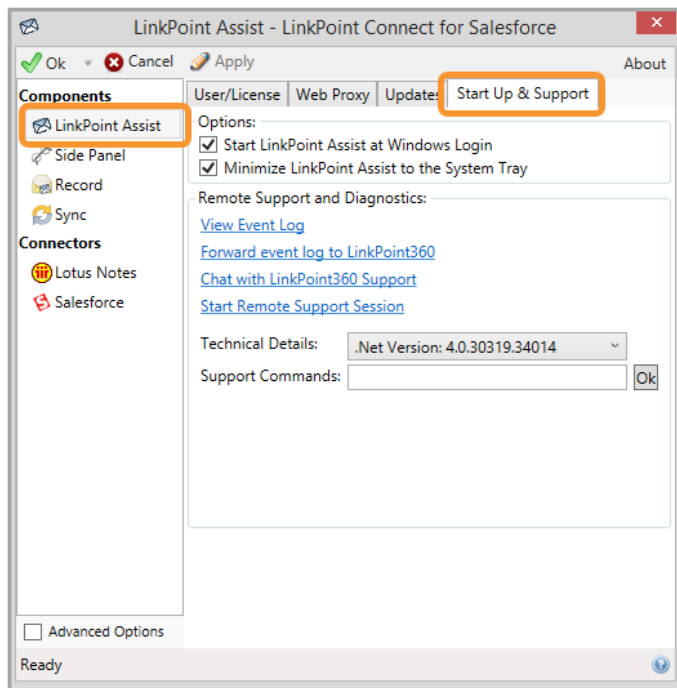 LinkPoint Assist - LinkPoint Connect for Salesforce
Ok Cancel Apply About
Components
LinkPoint Assist
Side Panel
Record
Sync
Connectors
Lotus Notes
Salesforce
Advanced Options
User/License Web Proxy Updates Start Up & Support
Options:
Start LinkPoint Assist at Windows Login
Minimize LinkPoint Assist to the System Tray
Remote Support and Diagnostics:
View Event Log
Forward event log to LinkPoint360
Chat with LinkPoint360 Support
Start Remote Support Session
Technical Details: .Net Version: 4.0.30319.34014
Support Commands: Ok
Ready